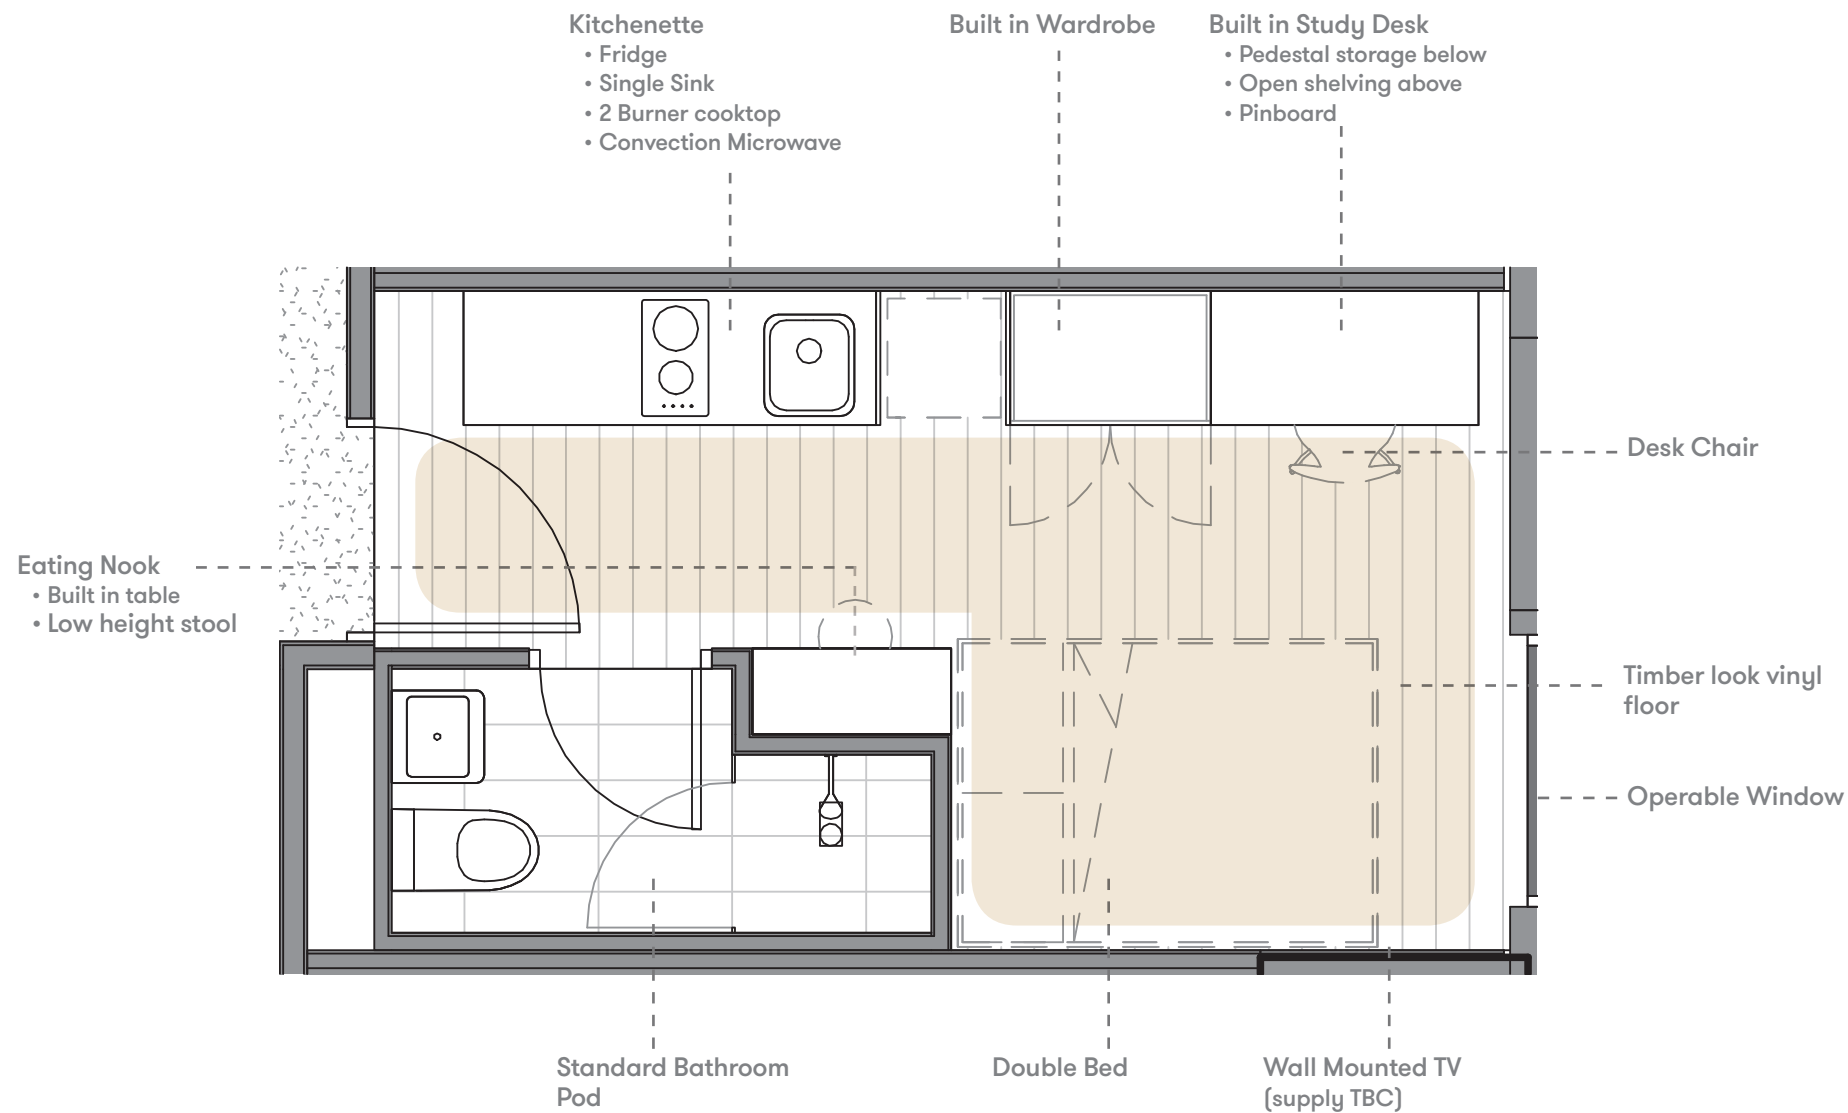 Kitchenette
• Fridge
• Single Sink
• 2 Burner cooktop
• Convection Microwave
Built in Wardrobe
Built in Study Desk
• Pedestal storage below
• Open shelving above
• Pinboard
Desk Chair
Eating Nook
• Built in table
• Low height stool
Timber look vinyl
floor
Operable Window
Standard Bathroom
Pod
Double Bed
Wall Mounted TV
(supply TBC)